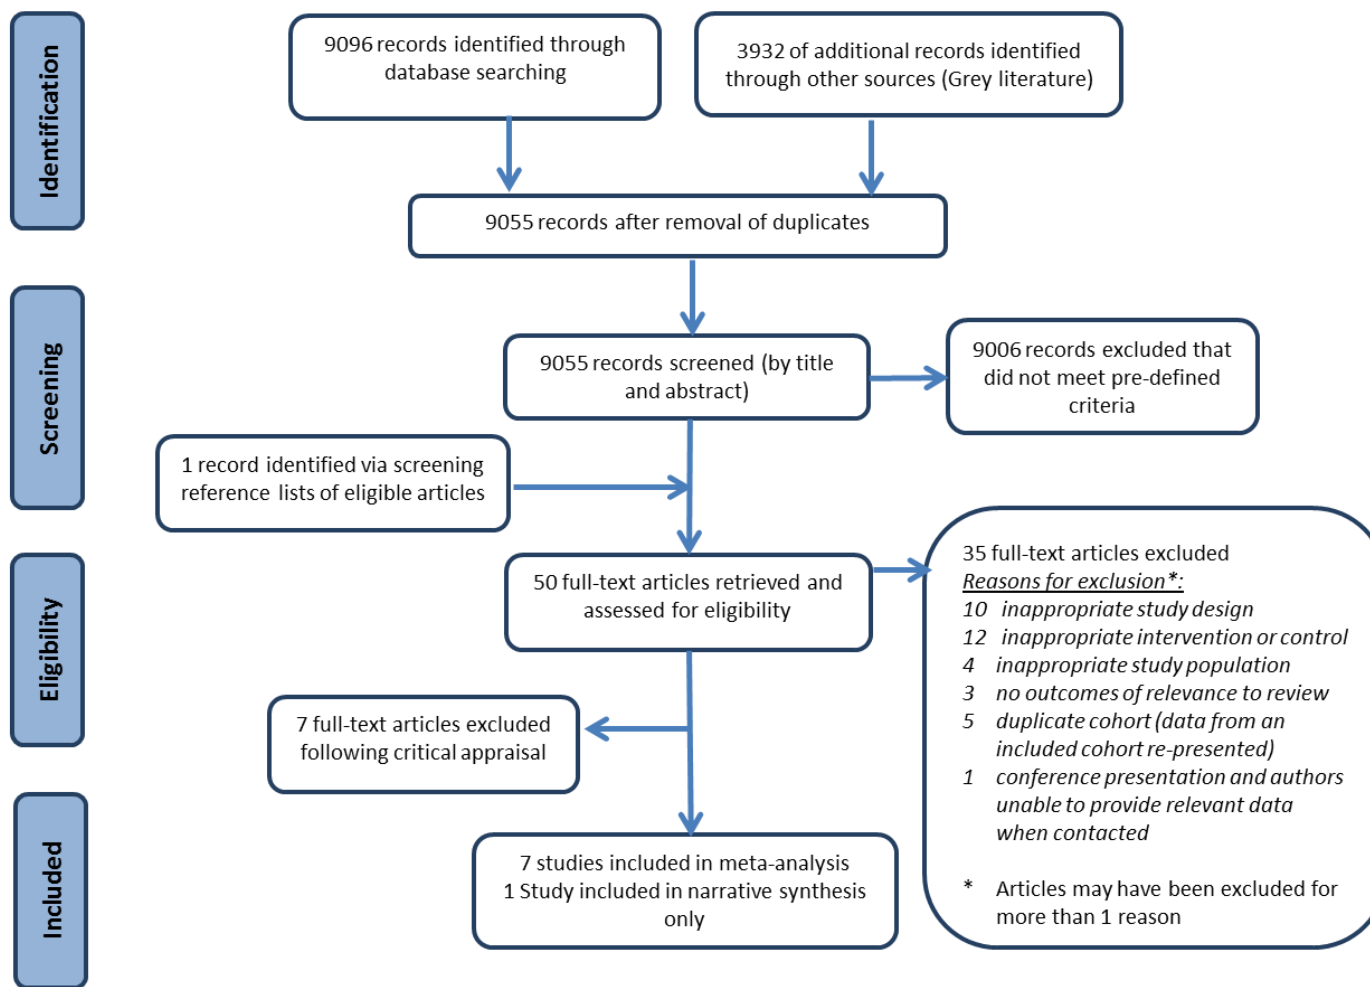 Identification
9096 records identified through
database searching
3932 of additional records identified
through other sources (Grey literature)
9055 records after removal of duplicates
Screening
9055 records screened (by title
and abstract)
9006 records excluded that
did not meet pre-defined
criteria
1 record identified via screening
reference lists of eligible articles
Eligibility
50 full-text articles retrieved and
assessed for eligibility
35 full-text articles excluded
Reasons for exclusion*:
10 inappropriate study design
12 inappropriate intervention or control
4 inappropriate study population
3 no outcomes of relevance to review
5 duplicate cohort (data from an
included cohort re-presented)
1 conference presentation and authors
unable to provide relevant data
when contacted
* Articles may have been excluded for
more than 1 reason
7 full-text articles excluded
following critical appraisal
Included
7 studies included in meta-analysis
1 Study included in narrative synthesis
only